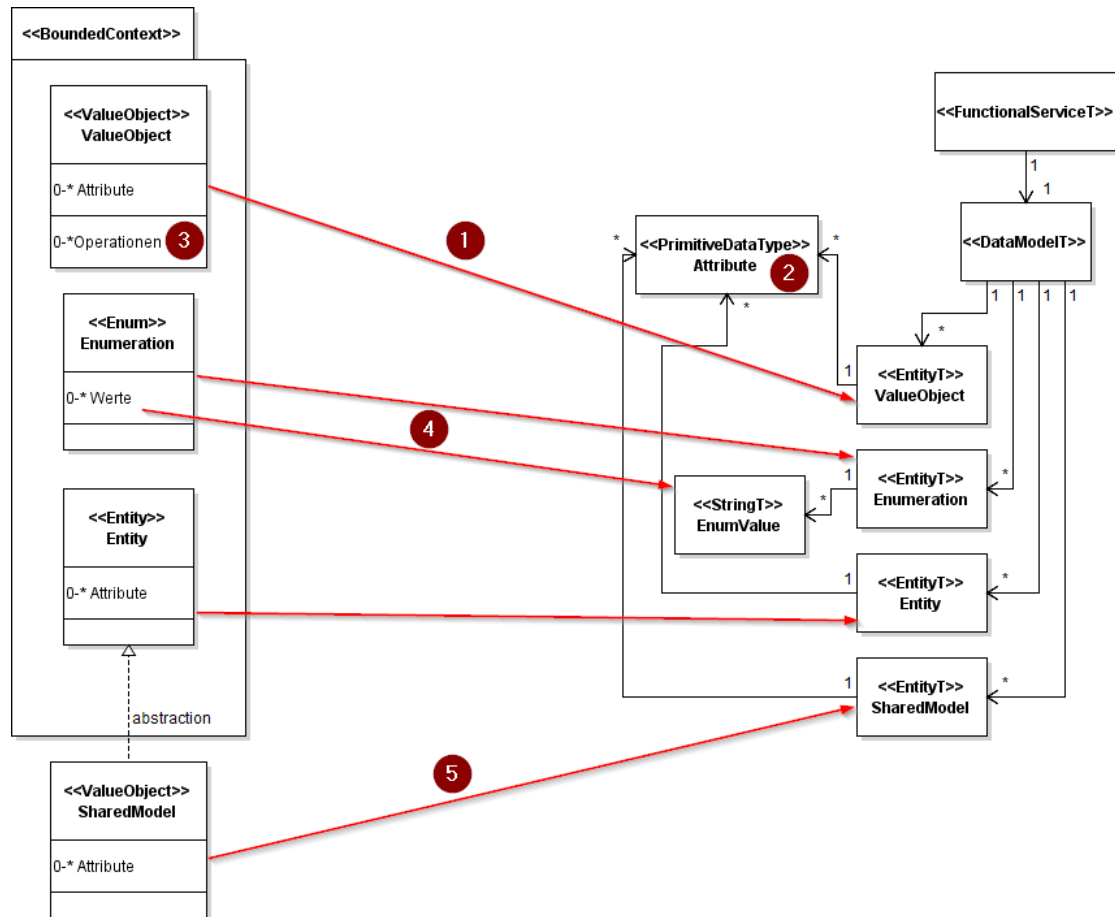 <<BoundedContext>>
<<ValueObject>>
ValueObject
0-* Attribute
0-*Operationen
3
<<Enum>>
Enumeration
0-* Werte
<<Entity>>
Entity
0-* Attribute
abstraction
<<ValueObject>>
SharedModel
0-* Attribute
1
4
5
<<FunctionalServiceT>>
1
1
<<DataModelT>>
1 1 1 1
* <<PrimitiveDataType>> *
Attribute
2
*
*
1 <<EntityT>>
ValueObject
1 <<EntityT>> *
Enumeration
* <<StringT>>
EnumValue
1 <<EntityT>> *
Entity
1 <<EntityT>> *
SharedModel